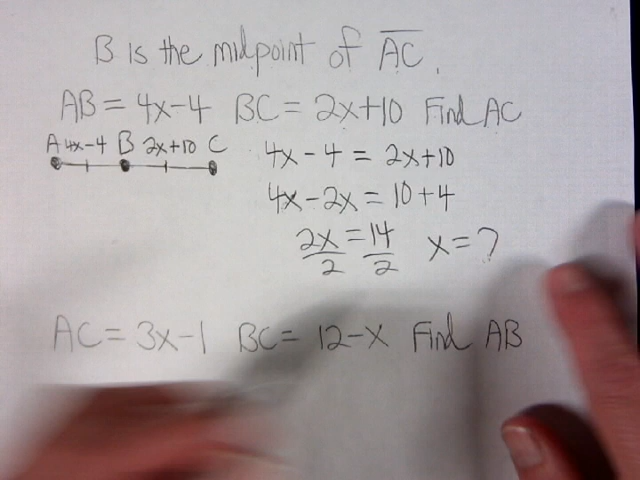 B is the midpoint of AC.
AB = 4x-4 BC = 2x+10 Find AC
A 4x-4 B 2x+10 C
4x-4 = 2x+10
4x-2x = 10+4
2x/2 = 14/2 x=?
AC = 3x-1 BC = 12-x Find AB